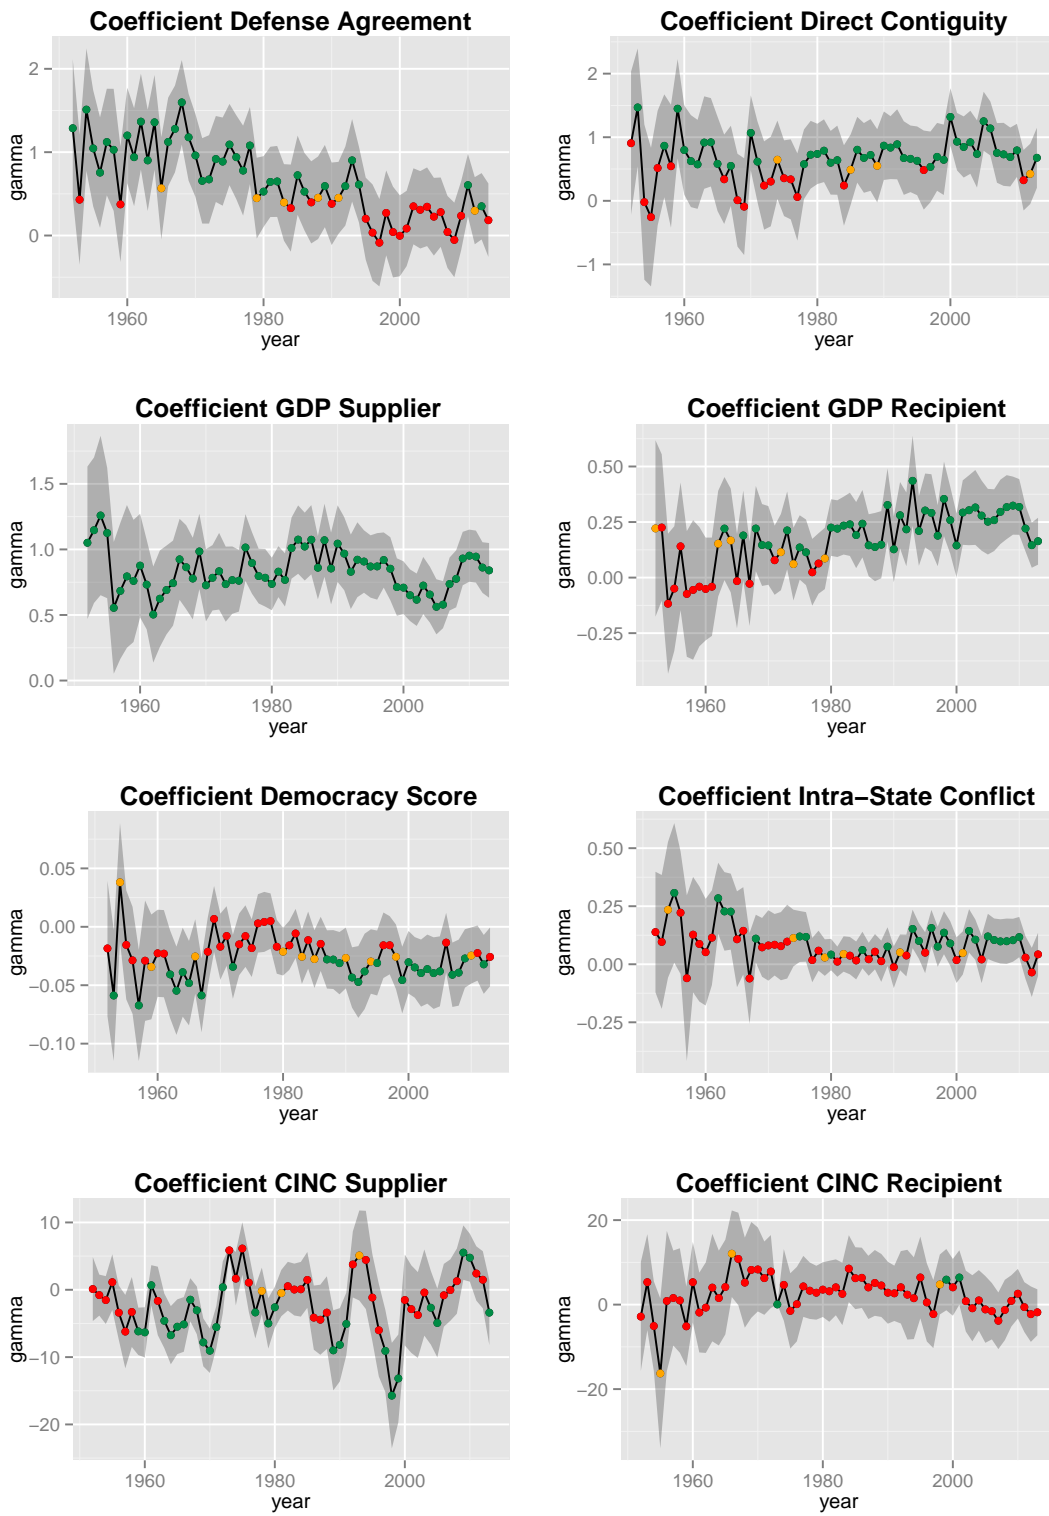 Coefficient Defense Agreement
2
1
0
gamma
1960
1980
2000
year
Coefficient Direct Contiguity
2
1
0
−1
gamma
1960
1980
2000
year
Coefficient GDP Supplier
1.5
1.0
0.5
0.0
gamma
1960
1980
2000
year
Coefficient GDP Recipient
0.50
0.25
0.00
−0.25
gamma
1960
1980
2000
year
Coefficient Democracy Score
0.05
0.00
−0.05
−0.10
gamma
1960
1980
2000
year
Coefficient Intra−State Conflict
0.50
0.25
0.00
−0.25
gamma
1960
1980
2000
year
Coefficient CINC Supplier
10
0
−10
−20
gamma
1960
1980
2000
year
Coefficient CINC Recipient
20
0
−20
gamma
1960
1980
2000
year